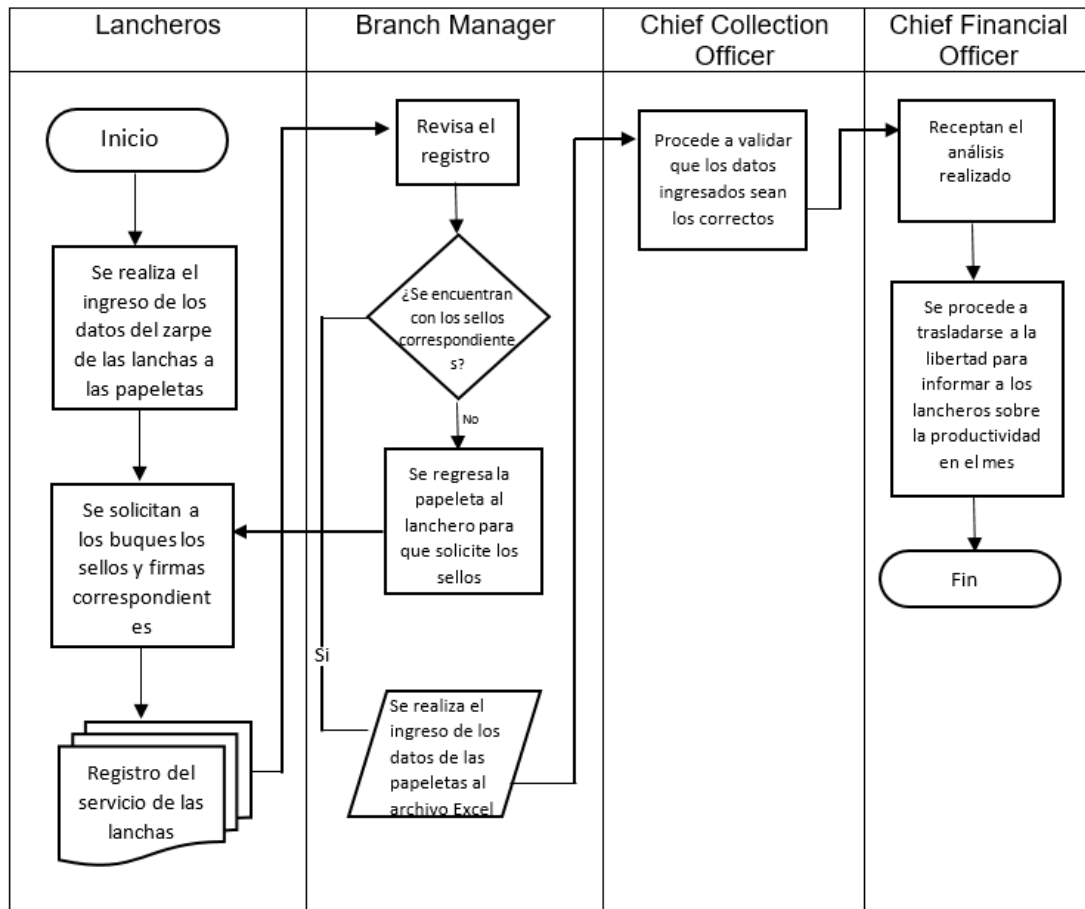 Lancheros
Branch Manager
Chief Collection
Officer
Chief Financial
Officer
Inicio
Se realiza el
ingreso de los
datos del zarpe
de las lanchas a
las papeletas
Se solicitan a
los buques los
sellos y firmas
correspondient
es
Registro del
servicio de las
lanchas
Revisa el
registro
¿Se encuentran
con los sellos
correspondiente
s?
No
Se regresa la
papeleta al
lanchero para
que solicite los
sellos
Si
Se realiza el
ingreso de los
datos de las
papeletas al
archivo Excel
Procede a validar
que los datos
ingresados sean
los correctos
Receptan el
análisis
realizado
Se procede a
trasladarse a la
libertad para
informar a los
lancheros sobre
la productividad
en el mes
Fin